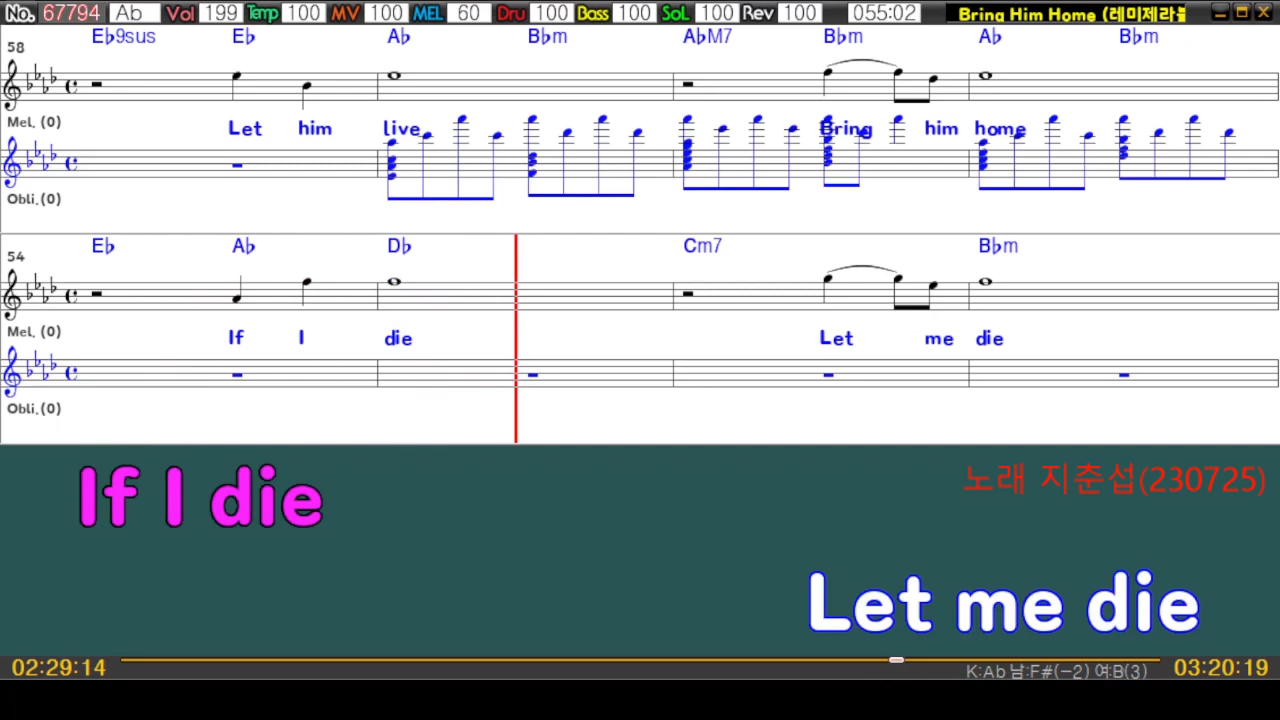 No. 67794 Ab Vol 199 Temp 100 MV 100 MEL 60 Dru 100 Bass 100 SoL 100 Rev 100 055:02 Bring Him Home (레미제라블
58 E♭9sus E♭ A♭ B♭m A♭M7 B♭m A♭ B♭m
Mel. (0)
Let him live Bring him home
Obli.(0)
54 E♭ A♭ D♭ Cm7 B♭m
Mel. (0)
If I die Let me die
Obli.(0)
If I die
노래 지춘섭(230725)
Let me die
02:29:14 K:Ab 남:F#(-2) 여:B(3) 03:20:19